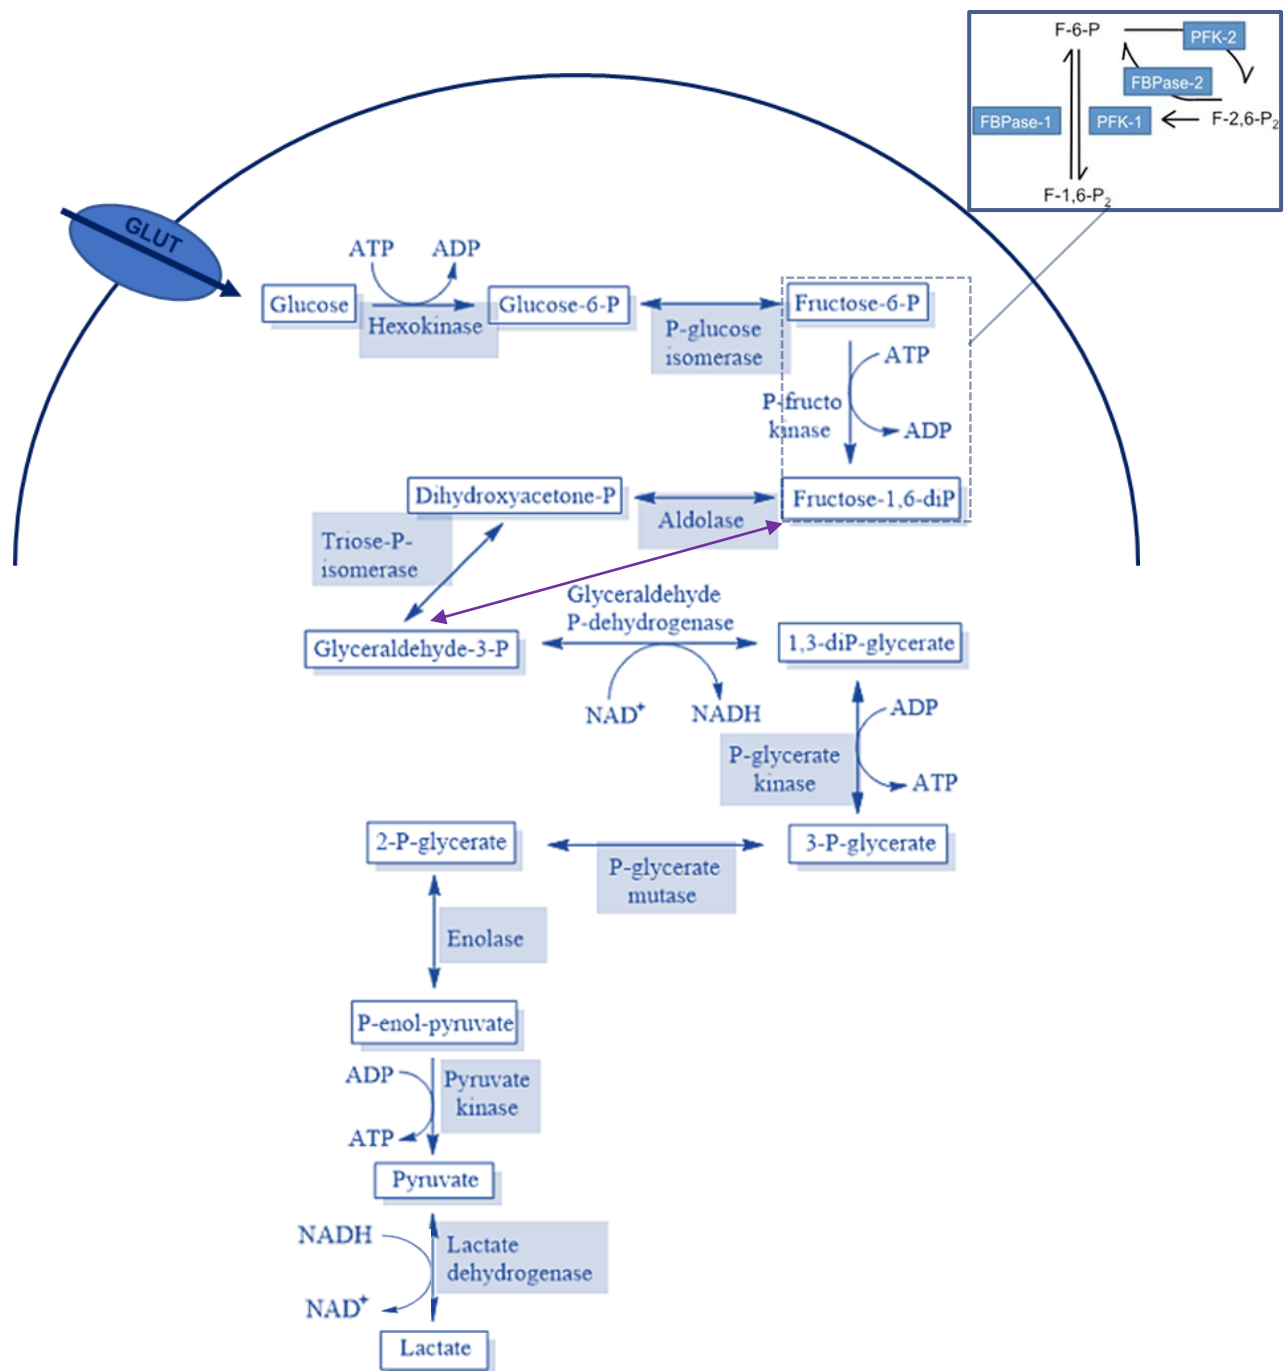 F-6-P
PFK-2
FBPase-2
FBPase-1
PFK-1
F-2,6-P₂
F-1,6-P₂
GLUT
ATP
ADP
Glucose
Hexokinase
Glucose-6-P
P-glucose
isomerase
Fructose-6-P
ATP
P-fructo
kinase
ADP
Dihydroxyacetone-P
Aldolase
Fructose-1,6-diP
Triose-P-
isomerase
Glyceraldehyde
P-dehydrogenase
Glyceraldehyde-3-P
1,3-diP-glycerate
NAD⁺
NADH
ADP
P-glycerate
kinase
ATP
2-P-glycerate
3-P-glycerate
P-glycerate
mutase
Enolase
P-enol-pyruvate
ADP
Pyruvate
kinase
ATP
Pyruvate
NADH
Lactate
dehydrogenase
NAD⁺
Lactate